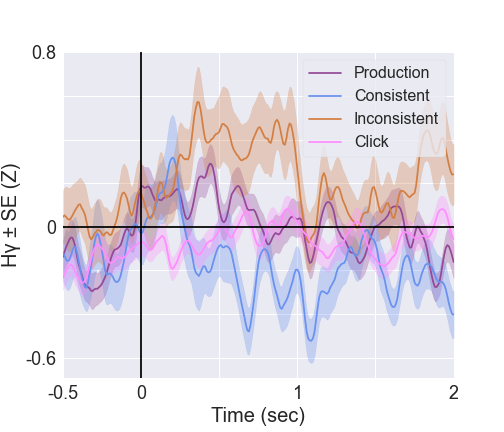 0.8
Production
Consistent
Inconsistent
Click
Hγ ± SE (Z)
0
-0.6
-0.5 0 1 2
Time (sec)